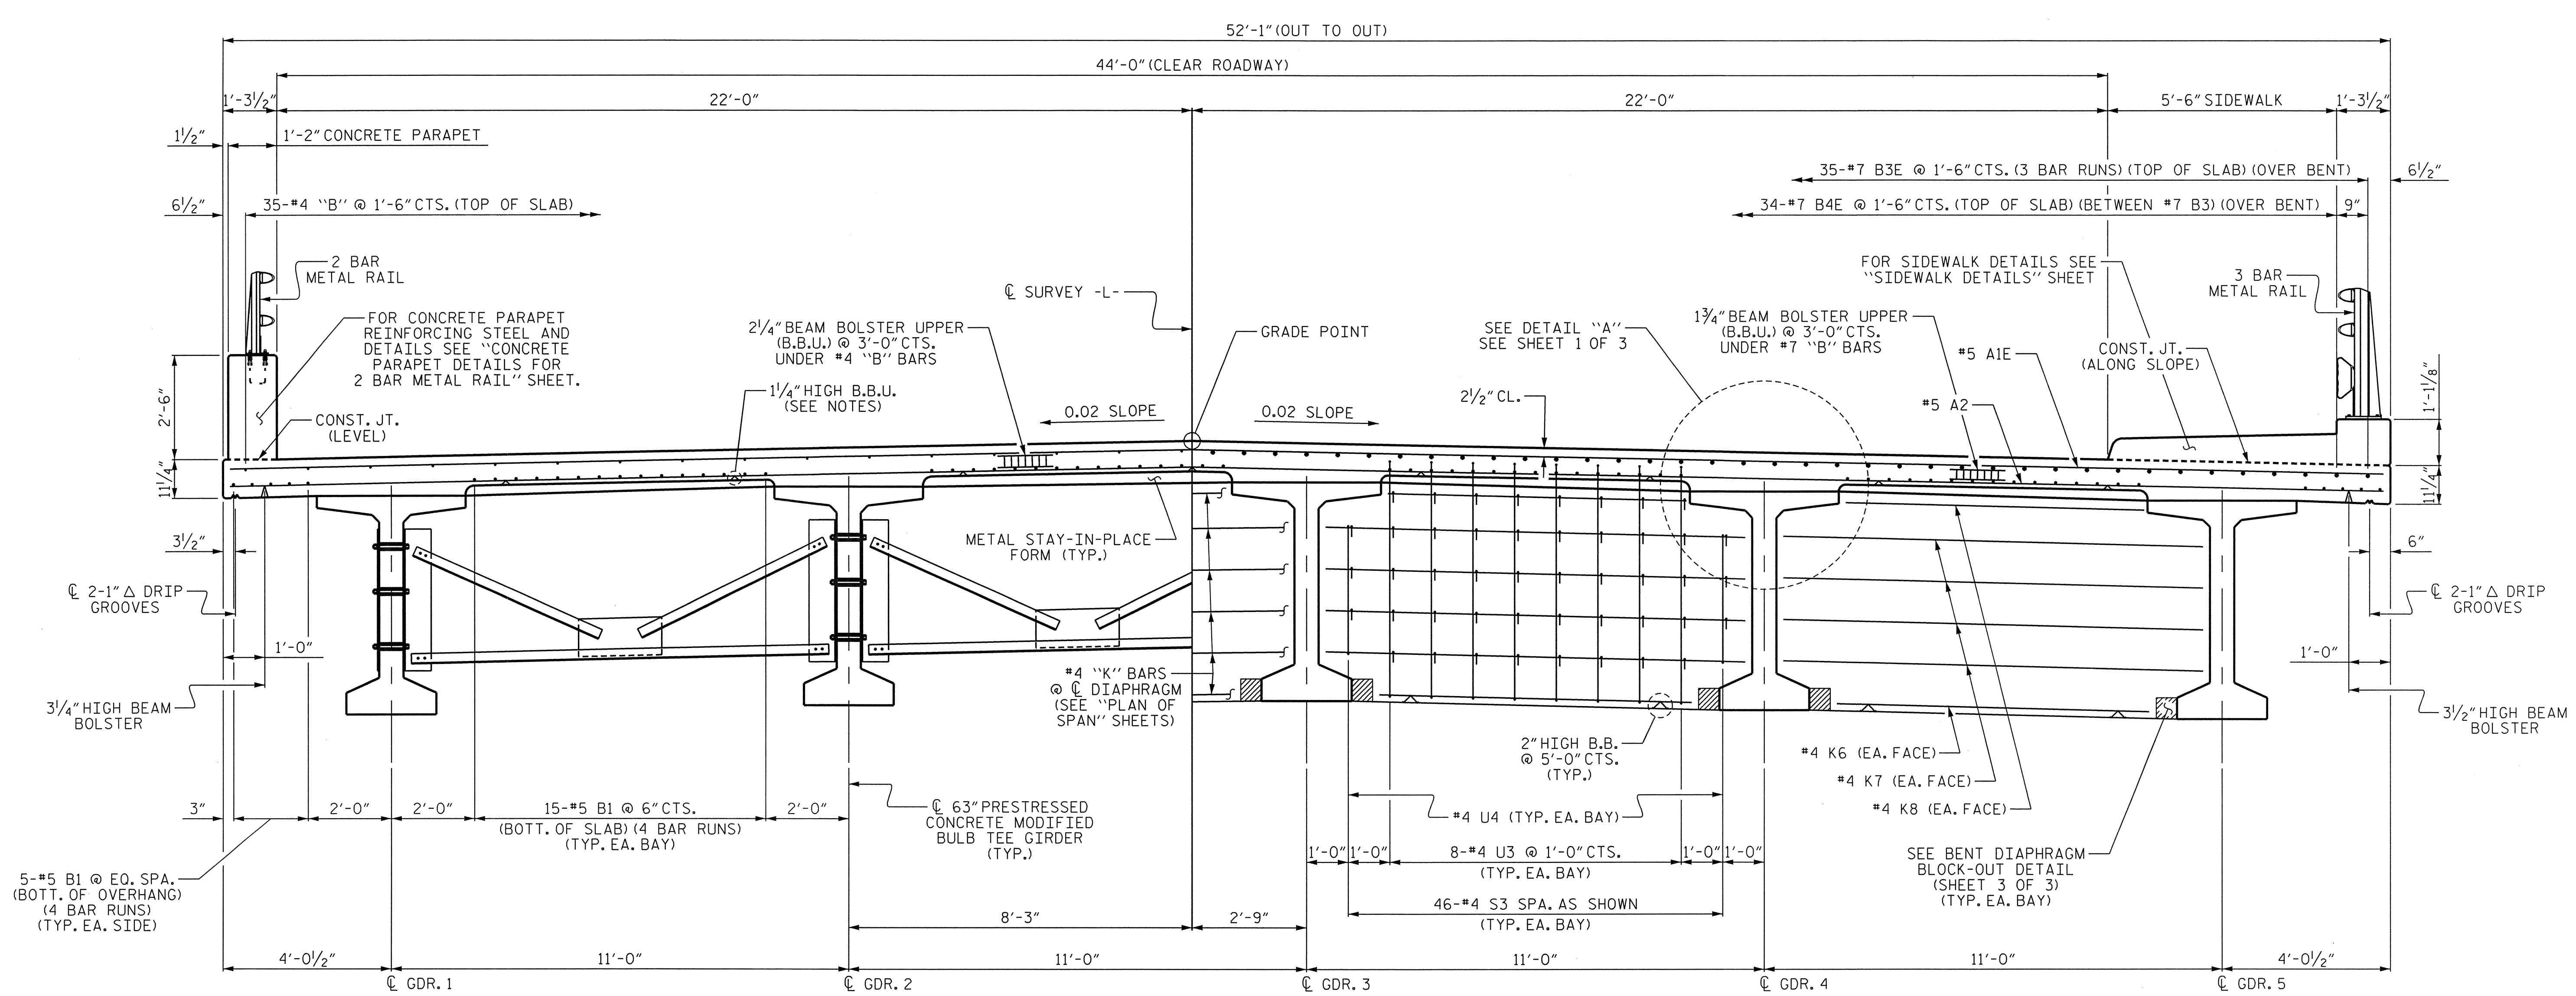 52'-1" (OUT TO OUT)
44'-0" (CLEAR ROADWAY)
1'-3½"
22'-0"
22'-0"
5'-6" SIDEWALK
1'-3½"
1½"
1'-2" CONCRETE PARAPET
35-#7 B3E @ 1'-6" CTS. (3 BAR RUNS) (TOP OF SLAB) (OVER BENT)
6½"
6½"
35-#4 "B" @ 1'-6" CTS. (TOP OF SLAB)
34-#7 B4E @ 1'-6" CTS. (TOP OF SLAB) (BETWEEN #7 B3) (OVER BENT)
9"
2 BAR
METAL RAIL
FOR CONCRETE PARAPET
REINFORCING STEEL AND
DETAILS SEE "CONCRETE
PARAPET DETAILS FOR
2 BAR METAL RAIL" SHEET.
CONST. JT.
(LEVEL)
2'-6"
11¼"
2¼" BEAM BOLSTER UPPER
(B.B.U.) @ 3'-0" CTS.
UNDER #4 "B" BARS
1¼" HIGH B.B.U.
(SEE NOTES)
℄ SURVEY -L-
GRADE POINT
0.02 SLOPE
0.02 SLOPE
2½" CL.
SEE DETAIL "A"
SEE SHEET 1 OF 3
1¾" BEAM BOLSTER UPPER
(B.B.U.) @ 3'-0" CTS.
UNDER #7 "B" BARS
FOR SIDEWALK DETAILS SEE
"SIDEWALK DETAILS" SHEET
#5 A1E
#5 A2
CONST. JT.
(ALONG SLOPE)
3 BAR
METAL RAIL
1'-1⅛"
11¼"
3½"
℄ 2-1" △ DRIP
GROOVES
1'-0"
3¼" HIGH BEAM
BOLSTER
METAL STAY-IN-PLACE
FORM (TYP.)
#4 "K" BARS
@ ℄ DIAPHRAGM
(SEE "PLAN OF
SPAN" SHEETS)
6"
℄ 2-1" △ DRIP
GROOVES
1'-0"
3½" HIGH BEAM
BOLSTER
2" HIGH B.B.
@ 5'-0" CTS.
(TYP.)
#4 K6 (EA. FACE)
#4 K7 (EA. FACE)
#4 K8 (EA. FACE)
3"
2'-0"
2'-0"
15-#5 B1 @ 6" CTS.
(BOTT. OF SLAB) (4 BAR RUNS)
(TYP. EA. BAY)
2'-0"
℄ 63" PRESTRESSED
CONCRETE MODIFIED
BULB TEE GIRDER
(TYP.)
#4 U4 (TYP. EA. BAY)
1'-0"
1'-0"
8-#4 U3 @ 1'-0" CTS.
(TYP. EA. BAY)
1'-0"
1'-0"
SEE BENT DIAPHRAGM
BLOCK-OUT DETAIL
(SHEET 3 OF 3)
(TYP. EA. BAY)
5-#5 B1 @ EQ. SPA.
(BOTT. OF OVERHANG)
(4 BAR RUNS)
(TYP. EA. SIDE)
46-#4 S3 SPA. AS SHOWN
(TYP. EA. BAY)
8'-3"
2'-9"
4'-0½"
11'-0"
11'-0"
11'-0"
11'-0"
4'-0½"
℄ GDR. 1
℄ GDR. 2
℄ GDR. 3
℄ GDR. 4
℄ GDR. 5